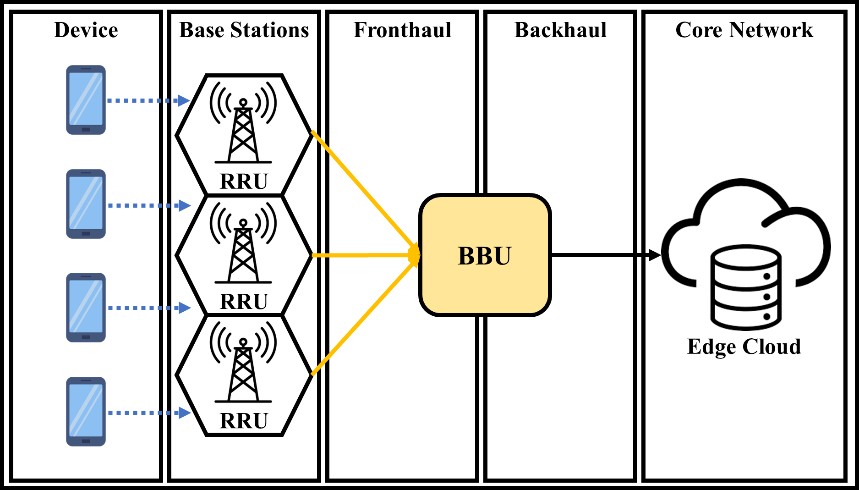 Device
Base Stations
Fronthaul
Backhaul
Core Network
RRU
RRU
RRU
BBU
Edge Cloud